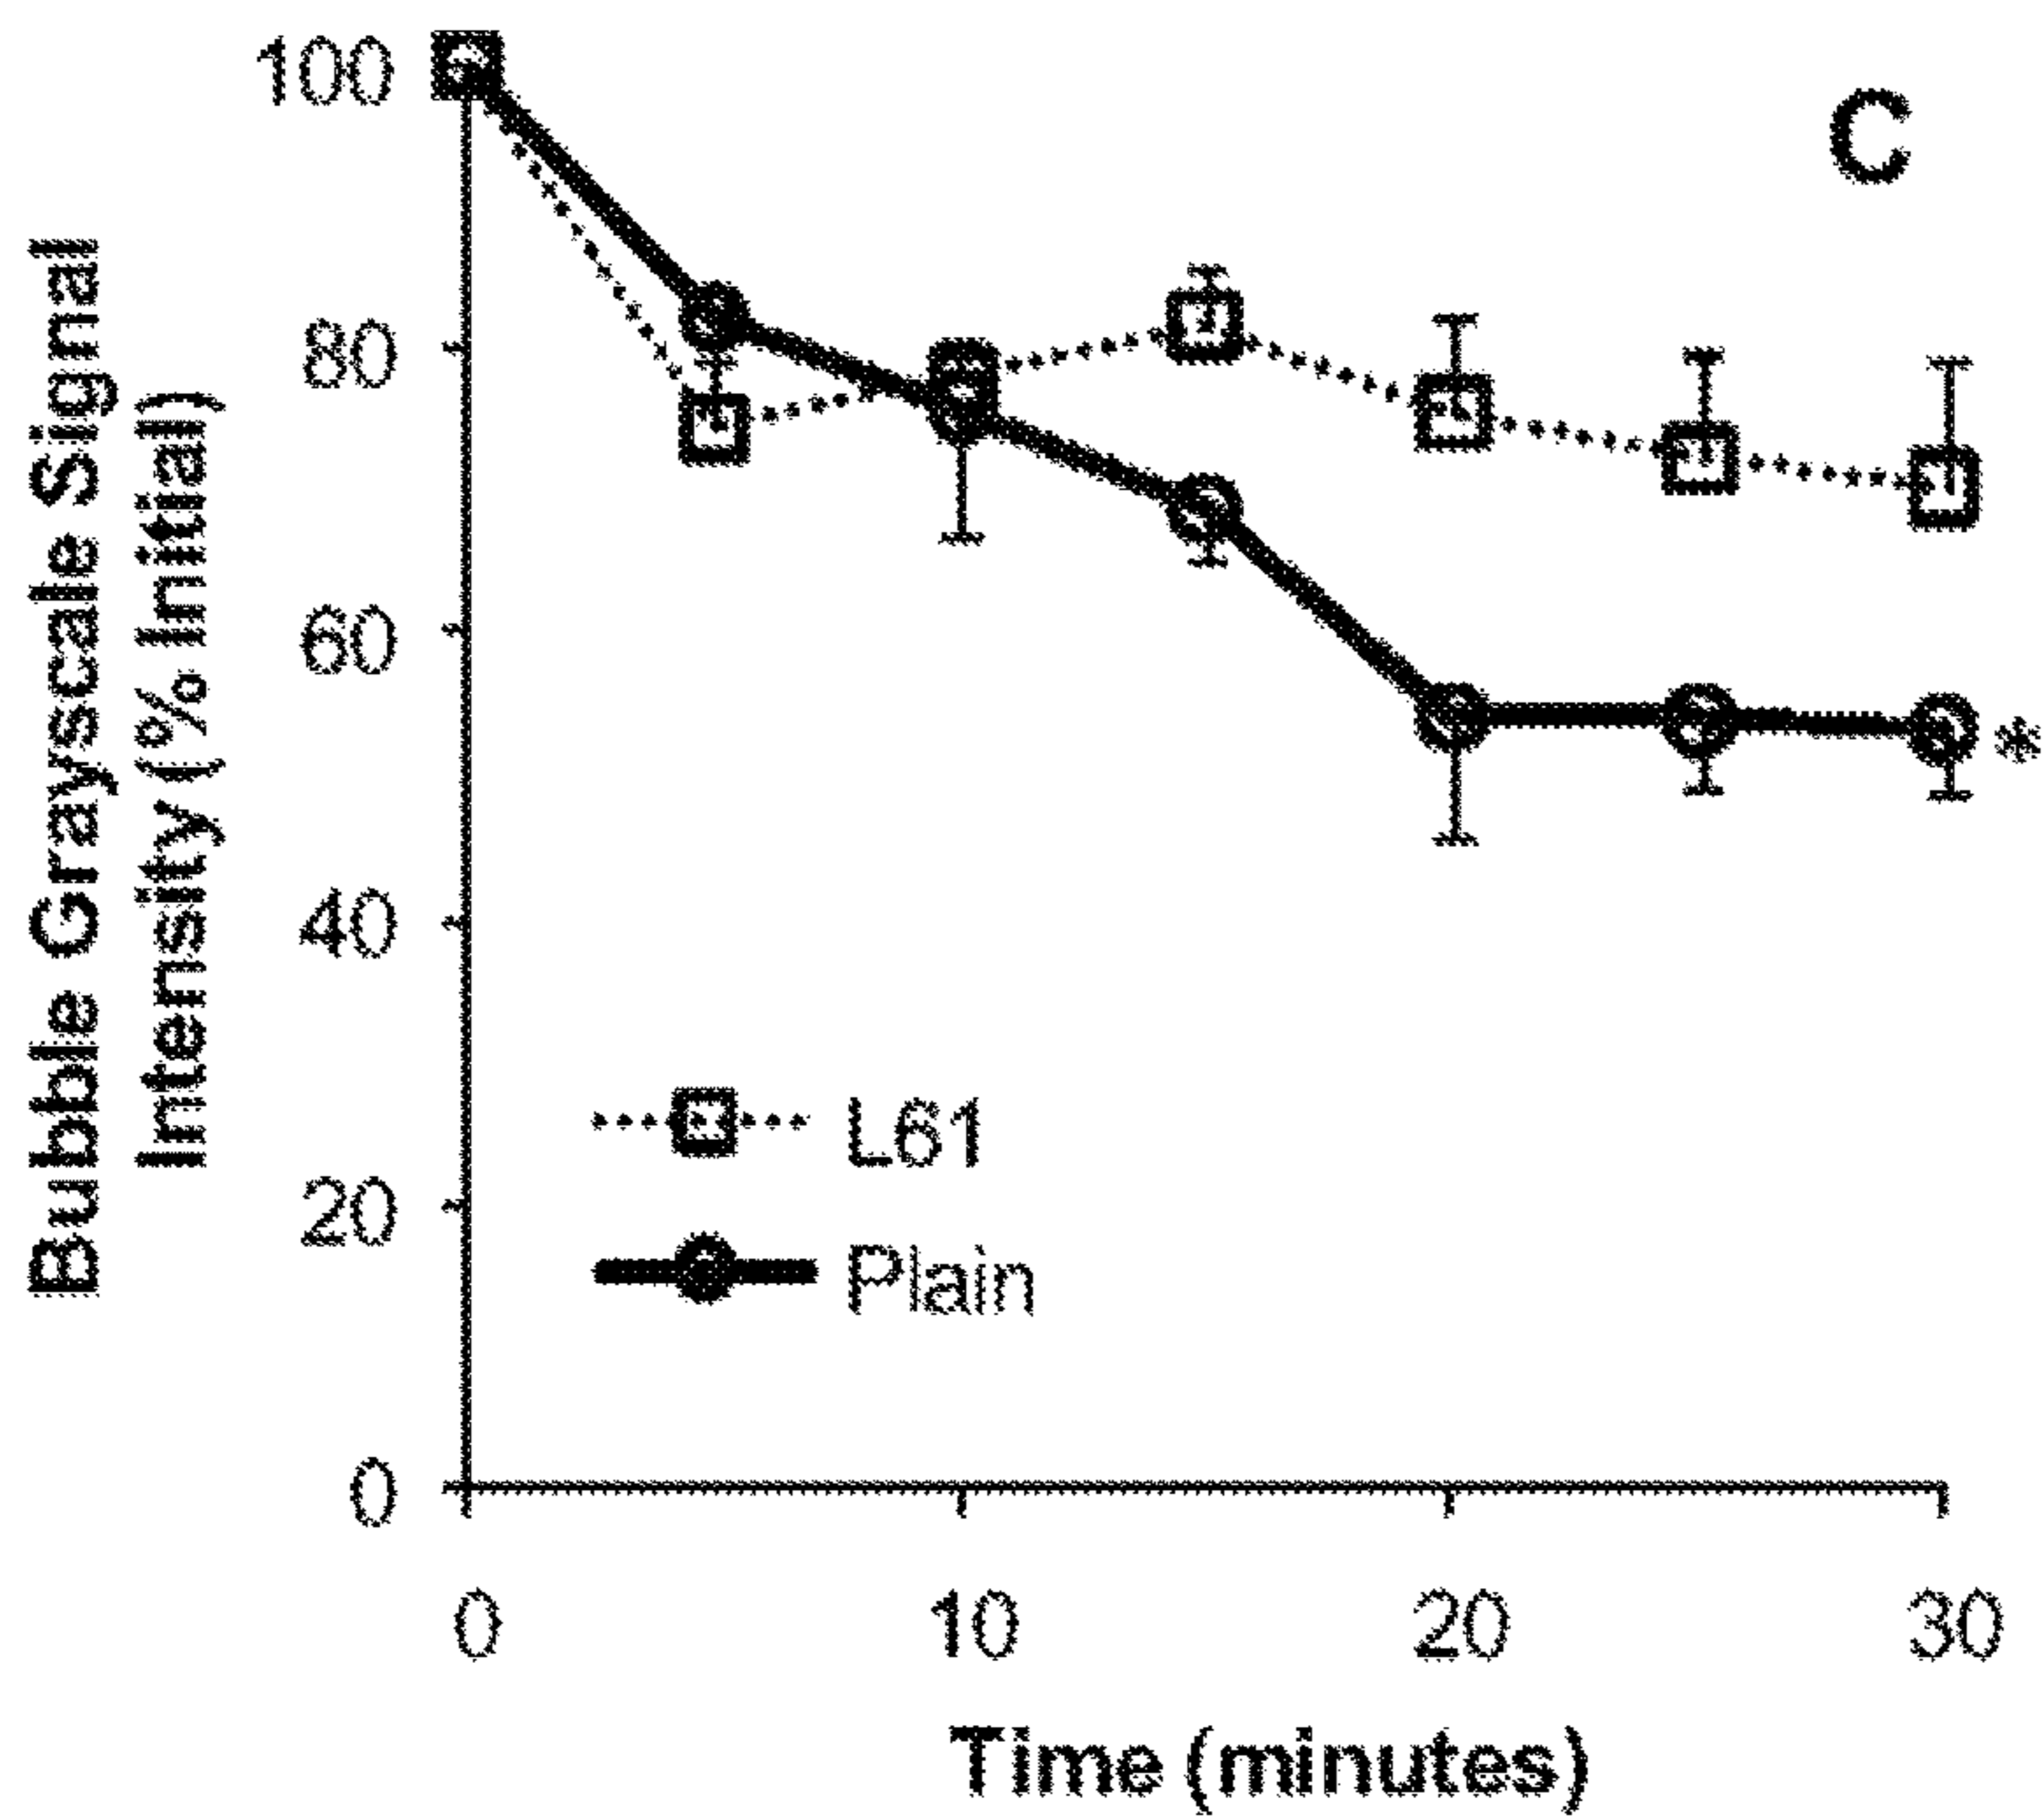 C
Bubble Grayscale Signal
Intensity (% Initial)
100
80
60
40
20
0
L61
Plain
*
0
10
20
30
Time (minutes)